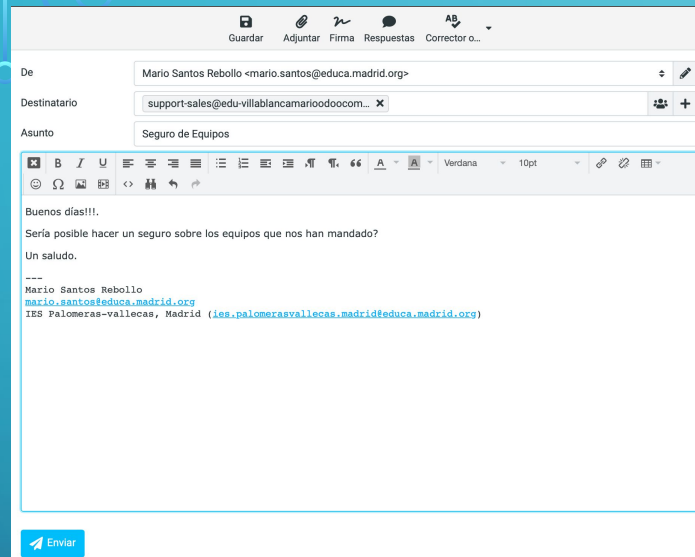 Guardar Adjuntar Firma Respuestas Corrector o...
De Mario Santos Rebollo <mario.santos@educa.madrid.org>
Destinatario support-sales@edu-villablancamarioodoocom...
Asunto Seguro de Equipos
Verdana 10pt
Buenos días!!!.
Sería posible hacer un seguro sobre los equipos que nos han mandado?
Un saludo.
---
Mario Santos Rebollo
mario.santos@educa.madrid.org
IES Palomeras-vallecas, Madrid (ies.palomerasvallecas.madrid@educa.madrid.org)
Enviar